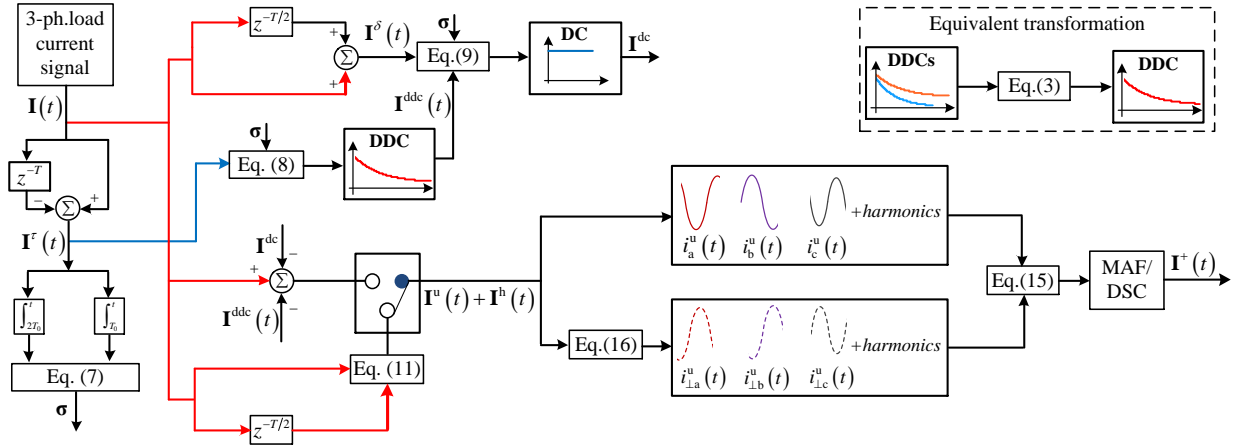 3-ph.load
current
signal
I(t)
z^{-T}
−
+
Σ
I^τ(t)
∫_{2T_0}^{t}
∫_{T_0}^{t}
Eq. (7)
σ
z^{-T/2}
+
Σ
+
I^δ(t)
σ
Eq.(9)
I^{ddc}(t)
DC
I^{dc}
σ
Eq. (8)
DDC
I^{dc}
−
+
Σ
−
I^{ddc}(t)
Eq. (11)
z^{-T/2}
I^u(t)+I^h(t)
Eq.(16)
i_a^u(t)
i_b^u(t)
i_c^u(t)
+harmonics
i_{⊥a}^u(t)
i_{⊥b}^u(t)
i_{⊥c}^u(t)
+harmonics
Eq.(15)
MAF/
DSC
I^+(t)
Equivalent transformation
DDCs
Eq.(3)
DDC